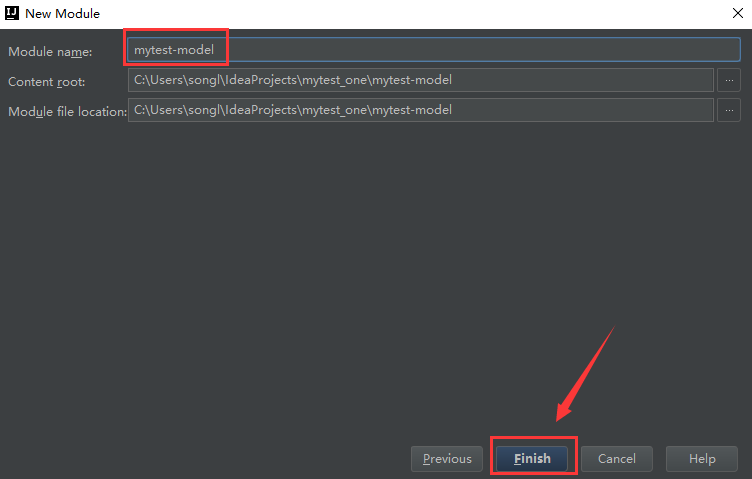 IJ New Module
Module name: mytest-model
Content root: C:\Users\songl\IdeaProjects\mytest_one\mytest-model ...
Module file location: C:\Users\songl\IdeaProjects\mytest_one\mytest-model ...
Previous Finish Cancel Help